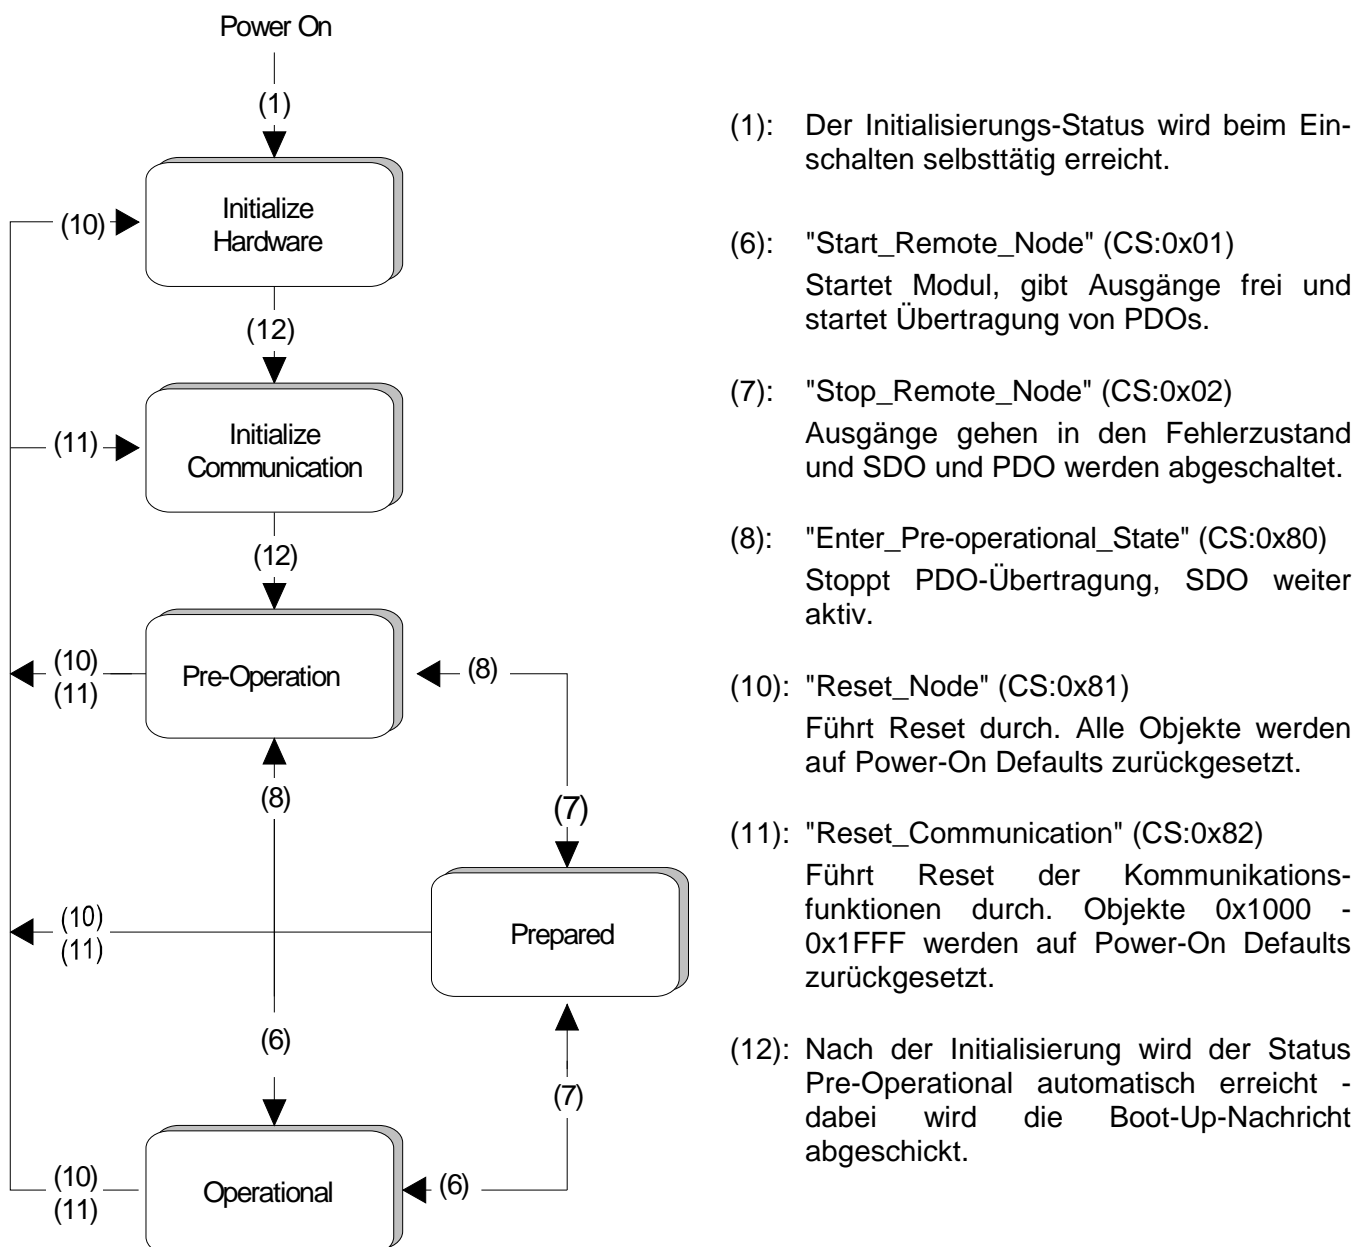 Power On
(1)
Initialize
Hardware
(10)
(12)
Initialize
Communication
(11)
(12)
Pre-Operation
(10)
(11)
(8)
(8)
(7)
Prepared
(10)
(11)
(6)
(7)
Operational
(10)
(11)
(6)
(1): Der Initialisierungs-Status wird beim Ein-
schalten selbsttätig erreicht.
(6): "Start_Remote_Node" (CS:0x01)
Startet Modul, gibt Ausgänge frei und
startet Übertragung von PDOs.
(7): "Stop_Remote_Node" (CS:0x02)
Ausgänge gehen in den Fehlerzustand
und SDO und PDO werden abgeschaltet.
(8): "Enter_Pre-operational_State" (CS:0x80)
Stoppt PDO-Übertragung, SDO weiter
aktiv.
(10): "Reset_Node" (CS:0x81)
Führt Reset durch. Alle Objekte werden
auf Power-On Defaults zurückgesetzt.
(11): "Reset_Communication" (CS:0x82)
Führt Reset der Kommunikations-
funktionen durch. Objekte 0x1000 -
0x1FFF werden auf Power-On Defaults
zurückgesetzt.
(12): Nach der Initialisierung wird der Status
Pre-Operational automatisch erreicht -
dabei wird die Boot-Up-Nachricht
abgeschickt.